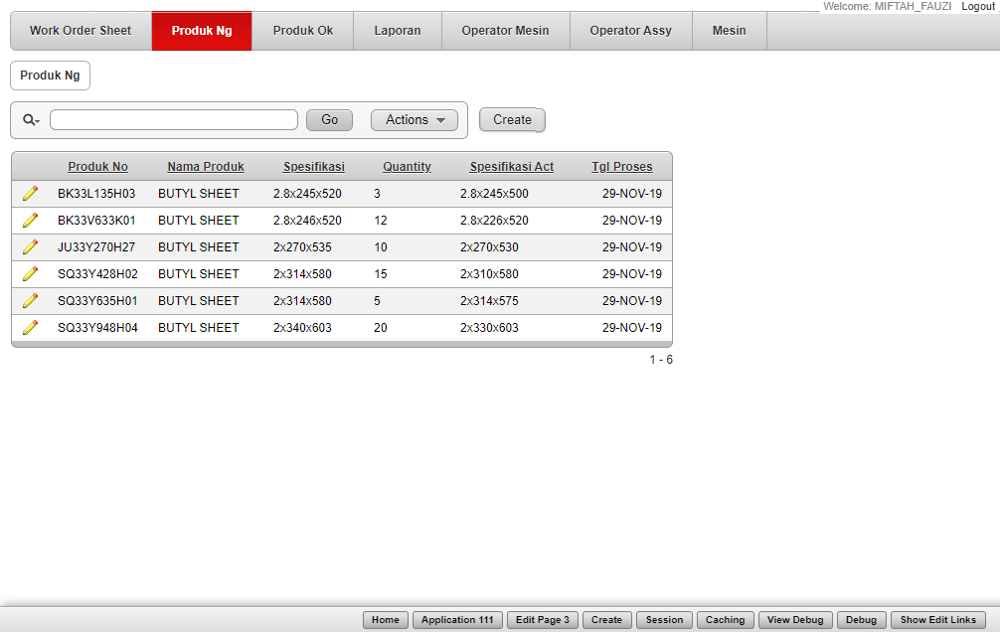 Welcome: MIFTAH_FAUZI Logout
Work Order Sheet Produk Ng Produk Ok Laporan Operator Mesin Operator Assy Mesin
Produk Ng
Go Actions Create
Produk No Nama Produk Spesifikasi Quantity Spesifikasi Act Tgl Proses
BK33L135H03 BUTYL SHEET 2.8x245x520 3 2.8x245x500 29-NOV-19
BK33V633K01 BUTYL SHEET 2.8x246x520 12 2.8x226x520 29-NOV-19
JU33Y270H27 BUTYL SHEET 2x270x535 10 2x270x530 29-NOV-19
SQ33Y428H02 BUTYL SHEET 2x314x580 15 2x310x580 29-NOV-19
SQ33Y635H01 BUTYL SHEET 2x314x580 5 2x314x575 29-NOV-19
SQ33Y948H04 BUTYL SHEET 2x340x603 20 2x330x603 29-NOV-19
1 - 6
Home Application 111 Edit Page 3 Create Session Caching View Debug Debug Show Edit Links